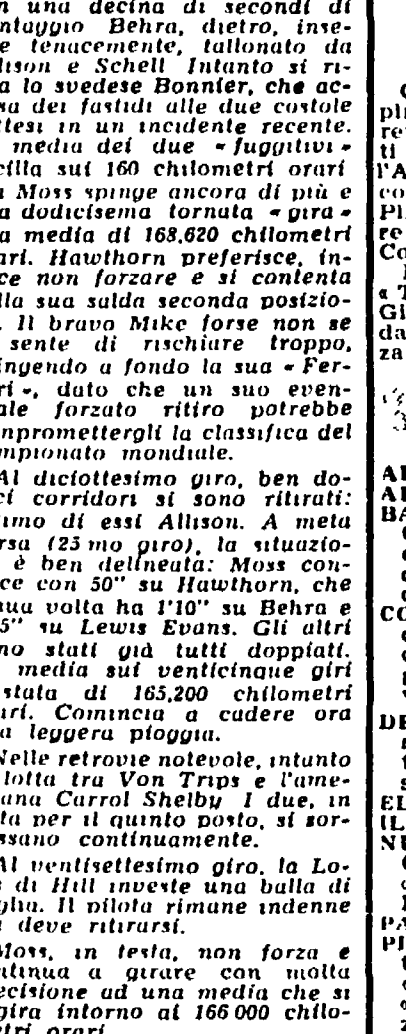 n una decina di secondi di
ntaggio Behra, dietro, inse-
e tenacemente, tallonato da
lison e Schell Intanto si ri-
a lo svedese Bonnier, che ac-
sa dei fastidi alle due costole
ttesi in un incidente recente.
media dei due « fuggitivi »
cilla sui 160 chilometri orari
a Moss spinge ancora di più e
a dodicisema tornata « gira »
a media di 168,620 chilometri
ari. Hawthorn preferisce, in-
ce non forzare e si contenta
lla sua salda seconda posizio-
. Il bravo Mike forse non se
sente di rischiare troppo,
ingendo a fondo la sua « Fer-
ri », dato che un suo even-
ale forzato ritiro potrebbe
mpromettergli la classifica del
mpionato mondiale.
Al diciottesimo giro, ben do-
ci corridori si sono ritirati:
imo di essi Allison. A meta
rsa (25 mo giro), la situazio-
è ben delineata: Moss con-
ce con 50" su Hawthorn, che
ua volta ha 1'10" su Behra e
5" su Lewis Evans. Gli altri
no stati già tutti doppiati.
media sui venticinque giri
stata di 165,200 chilometri
ari. Comincia a cadere ora
a leggera pioggia.
Nelle retrovie notevole, intanto
lotta tra Von Trips e l'ame-
ana Carrol Shelby I due, in
ta per il quinto posto, si sor-
ssano continuamente.
Al ventisettesimo giro, la Lo-
s di Hill investe una balla di
glia. Il pilota rimane indenne
deve ritirarsi.
Moss, in testa, non forza e
ntinua a girare con molta
ecisione ad una media che si
gira intorno ai 166 000 chilo-
etri orari.